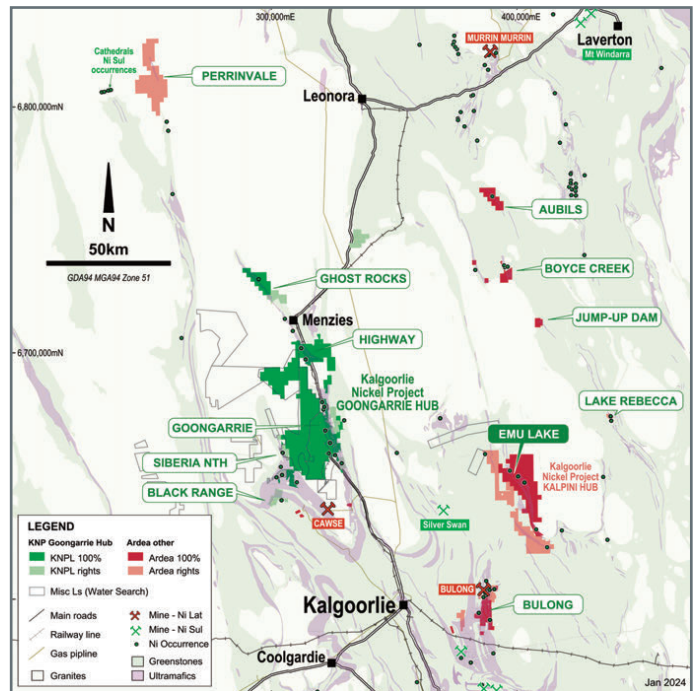 300,000mE
400,000mE
Cathedrals
Ni Sul
occurrences
PERRINVALE
MURRIN MURRIN
Laverton
Mt Windarra
6,800,000mN
Leonora
N
50km
GDA94 MGA94 Zone 51
AUBILS
BOYCE CREEK
GHOST ROCKS
JUMP-UP DAM
Menzies
6,700,000mN
HIGHWAY
Kalgoorlie
Nickel Project
GOONGARRIE HUB
LAKE REBECCA
GOONGARRIE
EMU LAKE
SIBERIA NTH
Kalgoorlie
Nickel Project
KALPINI HUB
BLACK RANGE
CAWSE
Silver Swan
LEGEND
KNP Goongarrie Hub
Ardea other
KNPL 100%
Ardea 100%
KNPL rights
Ardea rights
Misc Ls (Water Search)
Main roads
Mine - Ni Lat
Railway line
Mine - Ni Sul
Gas pipline
Ni Occurrence
Greenstones
Granites
Ultramafics
Kalgoorlie
BULONG
BULONG
Coolgardie
Jan 2024